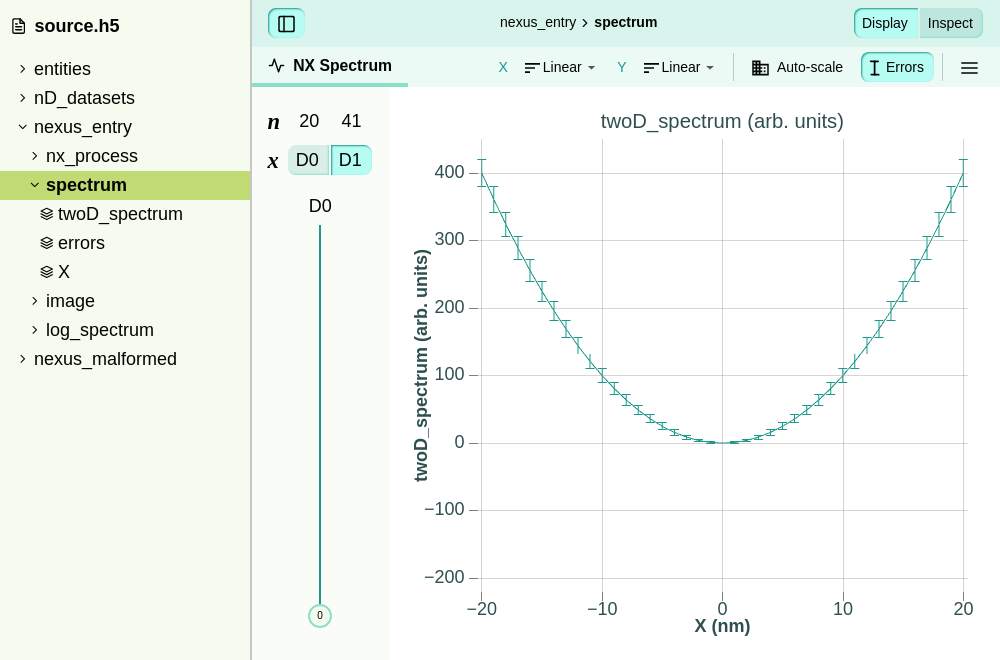 source.h5
entities
nD_datasets
nexus_entry
nx_process
spectrum
twoD_spectrum
errors
X
image
log_spectrum
nexus_malformed
nexus_entry > spectrum
Display Inspect
NX Spectrum
X Linear Y Linear Auto-scale Errors
n 20 41
x D0 D1
D0
0
twoD_spectrum (arb. units)
twoD_spectrum (arb. units)
400
300
200
100
0
−100
−200
−20 −10 0 10 20
X (nm)